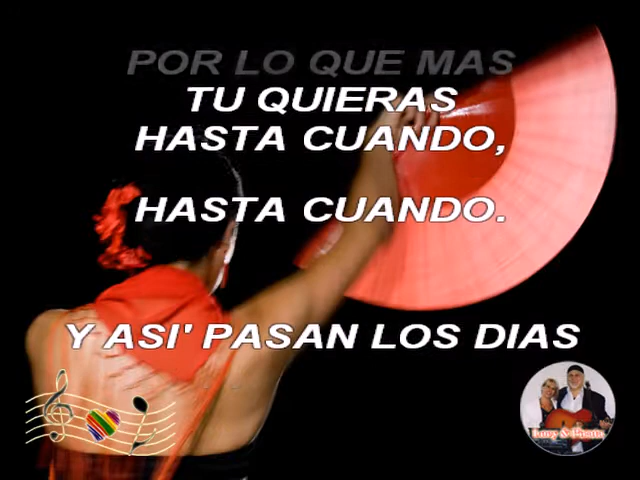 POR LO QUE MAS
TU QUIERAS
HASTA CUANDO,
HASTA CUANDO.
Y ASI' PASAN LOS DIAS